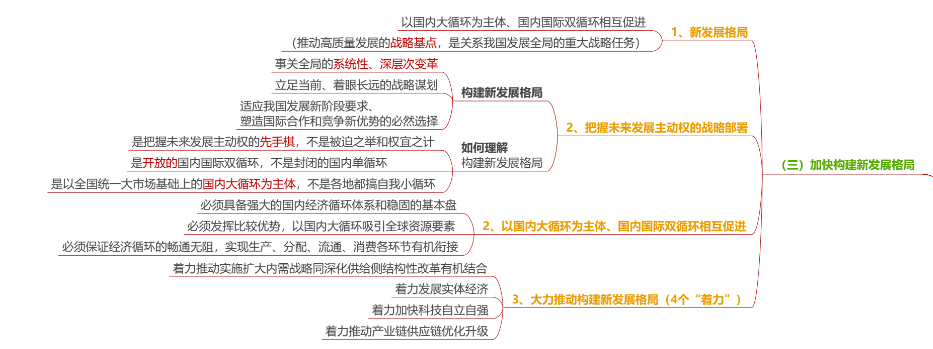 （三）加快构建新发展格局
1、新发展格局
以国内大循环为主体、国内国际双循环相互促进
（推动高质量发展的战略基点，是关系我国发展全局的重大战略任务）
2、把握未来发展主动权的战略部署
构建新发展格局
事关全局的系统性、深层次变革
立足当前、着眼长远的战略谋划
适应我国发展新阶段要求、
塑造国际合作和竞争新优势的必然选择
如何理解
构建新发展格局
是把握未来发展主动权的先手棋，不是被迫之举和权宜之计
是开放的国内国际双循环，不是封闭的国内单循环
是以全国统一大市场基础上的国内大循环为主体，不是各地都搞自我小循环
2、以国内大循环为主体、国内国际双循环相互促进
必须具备强大的国内经济循环体系和稳固的基本盘
必须发挥比较优势，以国内大循环吸引全球资源要素
必须保证经济循环的畅通无阻，实现生产、分配、流通、消费各环节有机衔接
3、大力推动构建新发展格局（4个“着力”）
着力推动实施扩大内需战略同深化供给侧结构性改革有机结合
着力发展实体经济
着力加快科技自立自强
着力推动产业链供应链优化升级